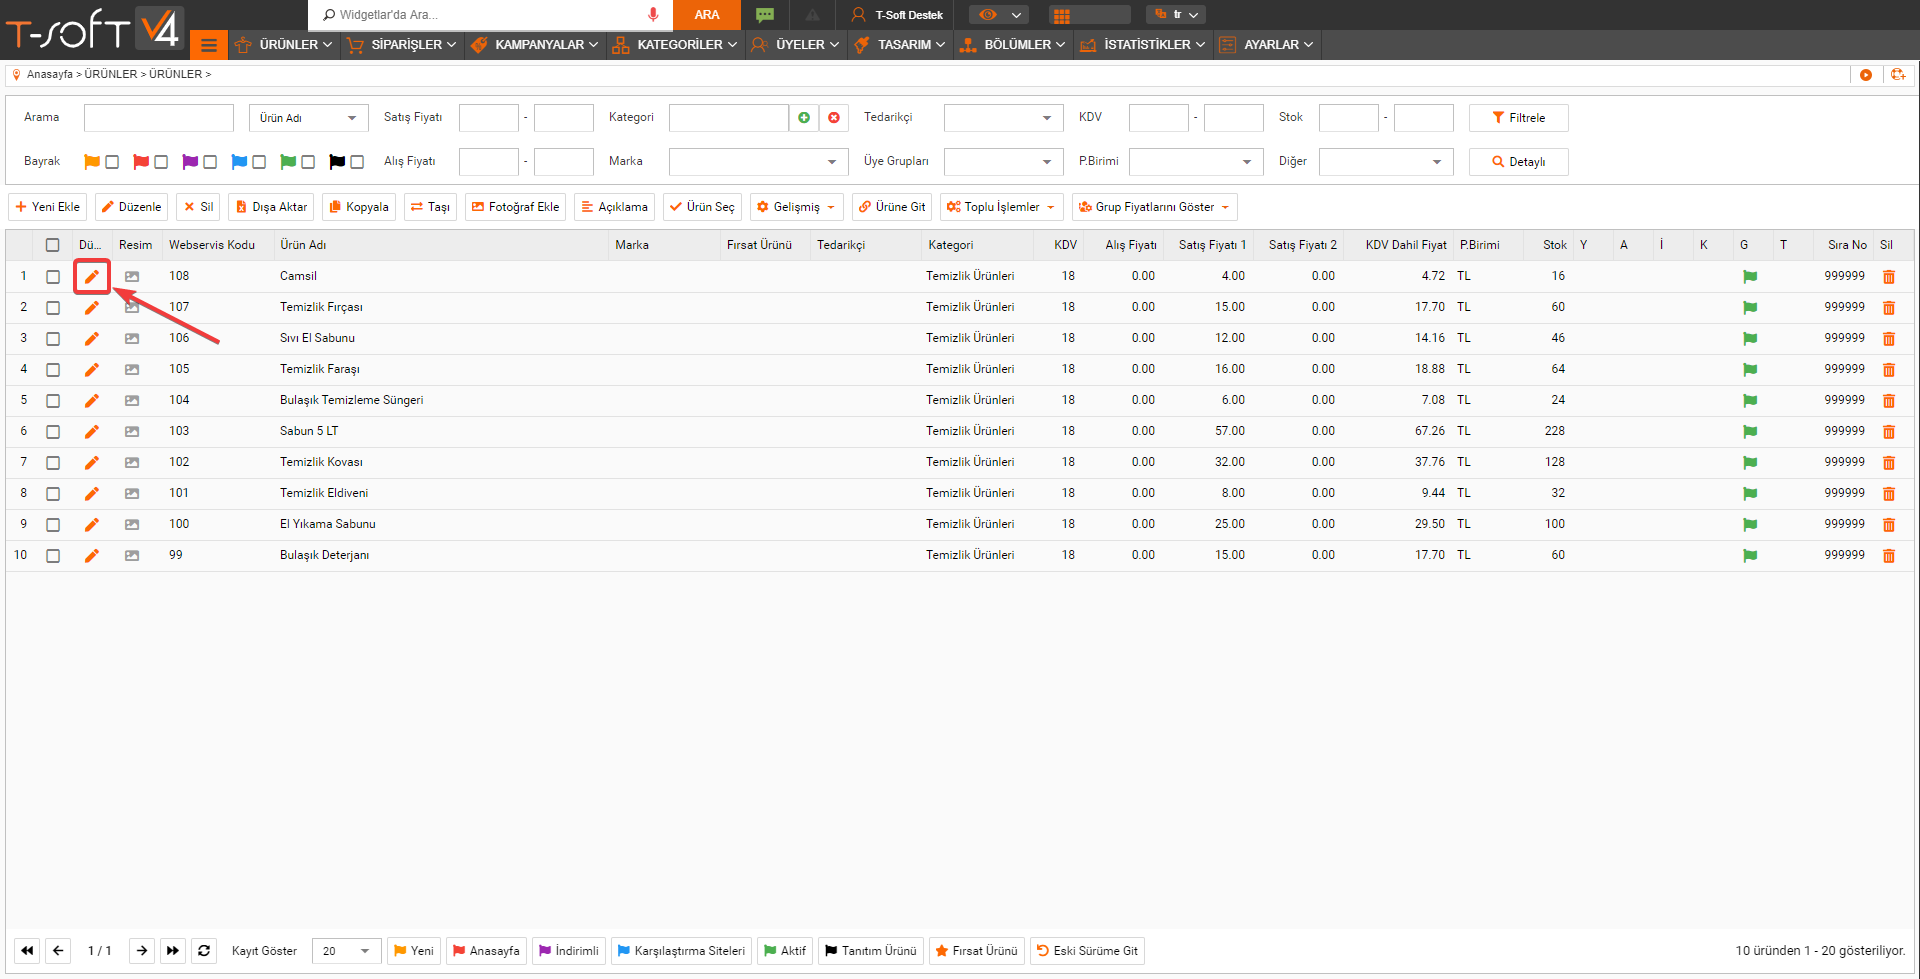 T-SOFT V4
Widgetlar'da Ara...
ARA
T-Soft Destek
tr
ÜRÜNLER
SİPARİŞLER
KAMPANYALAR
KATEGORİLER
ÜYELER
TASARIM
BÖLÜMLER
İSTATİSTİKLER
AYARLAR
Anasayfa > ÜRÜNLER > ÜRÜNLER >
Arama Ürün Adı Satış Fiyatı - Kategori Tedarikçi KDV - Stok - Filtrele
Bayrak Alış Fiyatı - Marka Üye Grupları P.Birimi Diğer Detaylı
Yeni Ekle Düzenle Sil Dışa Aktar Kopyala Taşı Fotoğraf Ekle Açıklama Ürün Seç Gelişmiş Ürüne Git Toplu İşlemler Grup Fiyatlarını Göster
Dü... Resim Webservis Kodu Ürün Adı Marka Fırsat Ürünü Tedarikçi Kategori KDV Alış Fiyatı Satış Fiyatı 1 Satış Fiyatı 2 KDV Dahil Fiyat P.Birimi Stok Y A İ K G T Sıra No Sil
1 108 Camsil Temizlik Ürünleri 18 0.00 4.00 0.00 4.72 TL 16 999999
2 107 Temizlik Fırçası Temizlik Ürünleri 18 0.00 15.00 0.00 17.70 TL 60 999999
3 106 Sıvı El Sabunu Temizlik Ürünleri 18 0.00 12.00 0.00 14.16 TL 46 999999
4 105 Temizlik Faraşı Temizlik Ürünleri 18 0.00 16.00 0.00 18.88 TL 64 999999
5 104 Bulaşık Temizleme Süngeri Temizlik Ürünleri 18 0.00 6.00 0.00 7.08 TL 24 999999
6 103 Sabun 5 LT Temizlik Ürünleri 18 0.00 57.00 0.00 67.26 TL 228 999999
7 102 Temizlik Kovası Temizlik Ürünleri 18 0.00 32.00 0.00 37.76 TL 128 999999
8 101 Temizlik Eldiveni Temizlik Ürünleri 18 0.00 8.00 0.00 9.44 TL 32 999999
9 100 El Yıkama Sabunu Temizlik Ürünleri 18 0.00 25.00 0.00 29.50 TL 100 999999
10 99 Bulaşık Deterjanı Temizlik Ürünleri 18 0.00 15.00 0.00 17.70 TL 60 999999
1 / 1 Kayıt Göster 20 Yeni Anasayfa İndirimli Karşılaştırma Siteleri Aktif Tanıtım Ürünü Fırsat Ürünü Eski Sürüme Git 10 üründen 1 - 20 gösteriliyor.